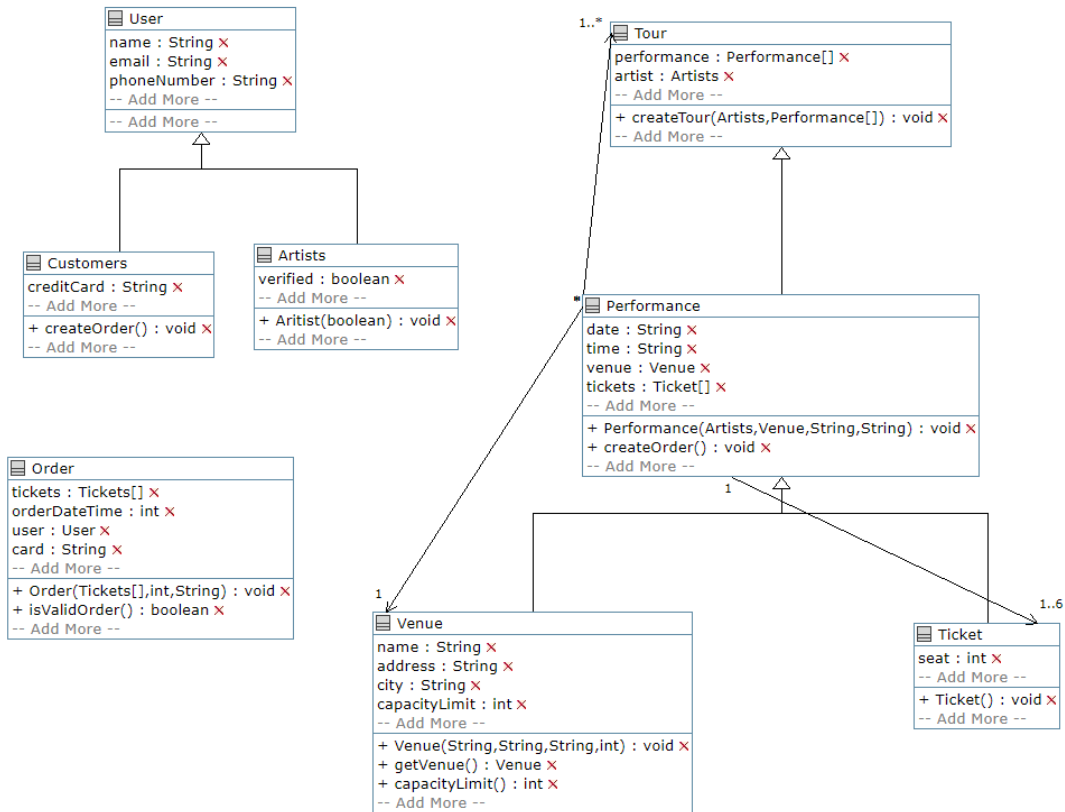 User
name : String ×
email : String ×
phoneNumber : String ×
-- Add More --
-- Add More --
1..*
Tour
performance : Performance[] ×
artist : Artists ×
-- Add More --
+ createTour(Artists,Performance[]) : void ×
-- Add More --
Customers
creditCard : String ×
-- Add More --
+ createOrder() : void ×
-- Add More --
Artists
verified : boolean ×
-- Add More --
+ Aritist(boolean) : void ×
-- Add More --
*
Performance
date : String ×
time : String ×
venue : Venue ×
tickets : Ticket[] ×
-- Add More --
+ Performance(Artists,Venue,String,String) : void ×
+ createOrder() : void ×
-- Add More --
1
Order
tickets : Tickets[] ×
orderDateTime : int ×
user : User ×
card : String ×
-- Add More --
+ Order(Tickets[],int,String) : void ×
+ isValidOrder() : boolean ×
-- Add More --
1
Venue
name : String ×
address : String ×
city : String ×
capacityLimit : int ×
-- Add More --
+ Venue(String,String,String,int) : void ×
+ getVenue() : Venue ×
+ capacityLimit() : int ×
-- Add More --
1..6
Ticket
seat : int ×
-- Add More --
+ Ticket() : void ×
-- Add More --